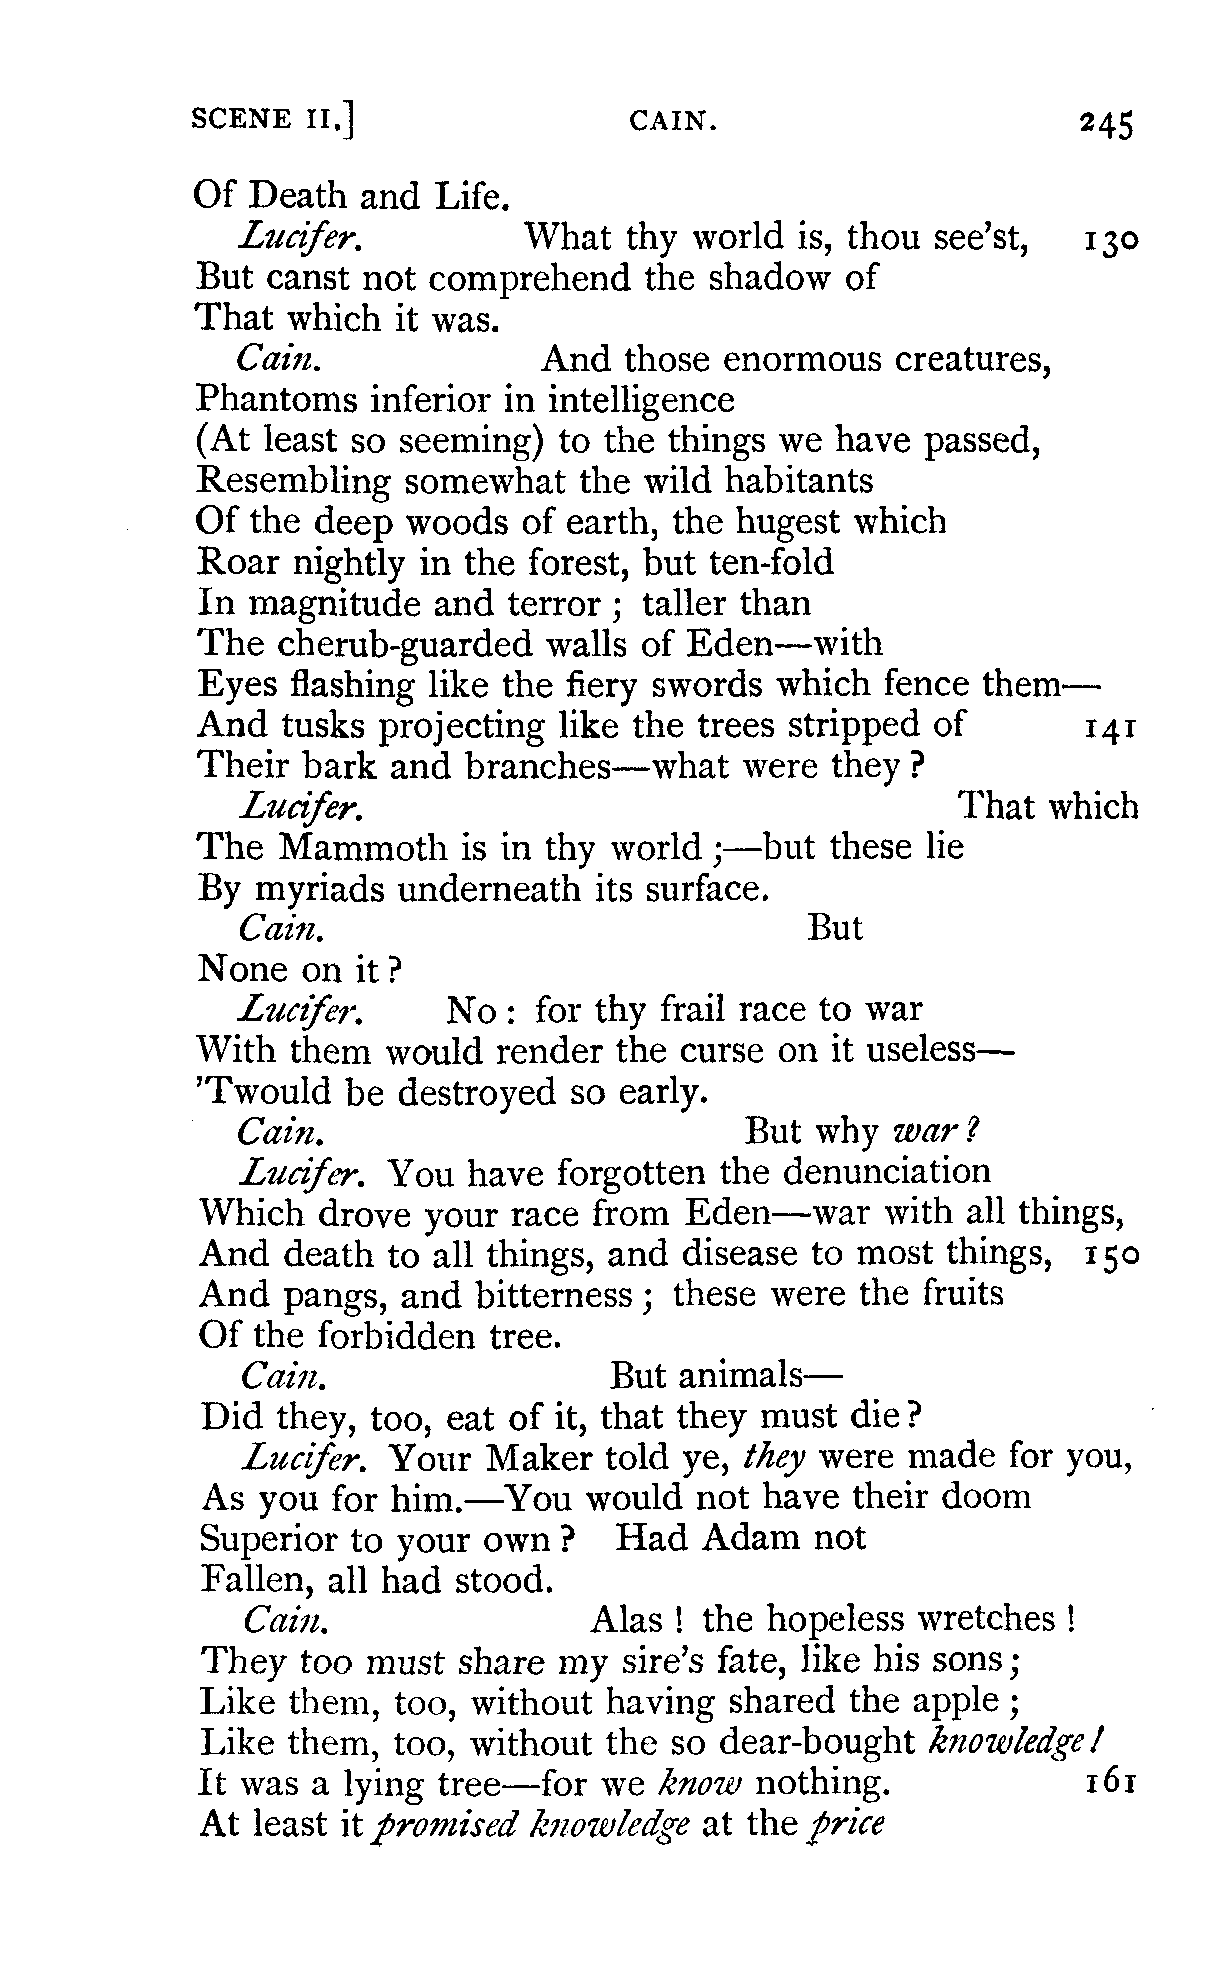 SCENE II.] CAIN. 245
Of Death and Life.
Lucifer. What thy world is, thou see'st, 130
But canst not comprehend the shadow of
That which it was.
Cain. And those enormous creatures,
Phantoms inferior in intelligence
(At least so seeming) to the things we have passed,
Resembling somewhat the wild habitants
Of the deep woods of earth, the hugest which
Roar nightly in the forest, but ten-fold
In magnitude and terror ; taller than
The cherub-guarded walls of Eden—with
Eyes flashing like the fiery swords which fence them—
And tusks projecting like the trees stripped of 141
Their bark and branches—what were they ?
Lucifer. That which
The Mammoth is in thy world ;—but these lie
By myriads underneath its surface.
Cain. But
None on it ?
Lucifer. No : for thy frail race to war
With them would render the curse on it useless—
'Twould be destroyed so early.
Cain. But why war ?
Lucifer. You have forgotten the denunciation
Which drove your race from Eden—war with all things,
And death to all things, and disease to most things, 150
And pangs, and bitterness ; these were the fruits
Of the forbidden tree.
Cain. But animals—
Did they, too, eat of it, that they must die ?
Lucifer. Your Maker told ye, they were made for you,
As you for him.—You would not have their doom
Superior to your own ? Had Adam not
Fallen, all had stood.
Cain. Alas ! the hopeless wretches !
They too must share my sire's fate, like his sons ;
Like them, too, without having shared the apple ;
Like them, too, without the so dear-bought knowledge !
It was a lying tree—for we know nothing. 161
At least it promised knowledge at the price